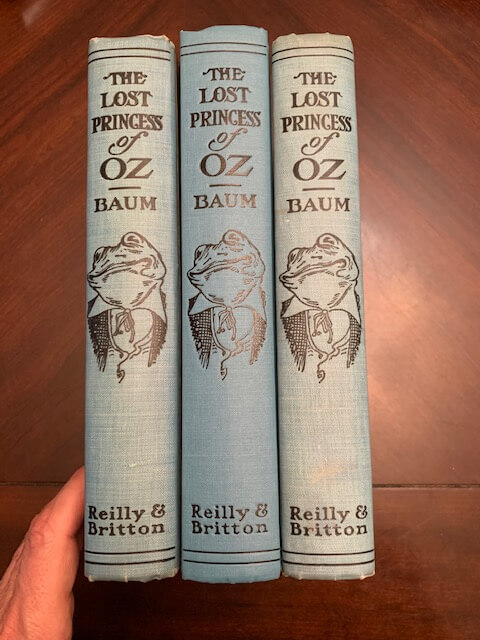 THE
LOST
PRINCESS
of
OZ
BAUM
Reilly &
Britton
THE
LOST
PRINCESS
of
OZ
BAUM
Reilly &
Britton
THE
LOST
PRINCESS
of
OZ
BAUM
Reilly &
Britton